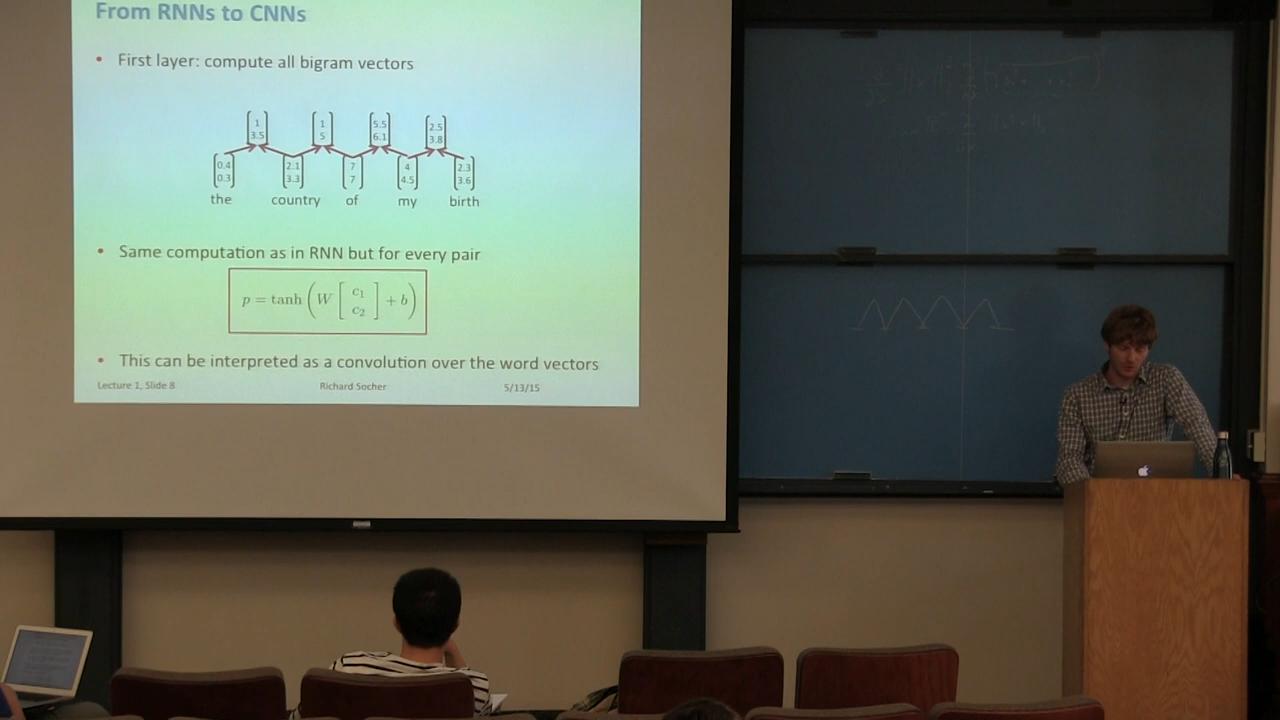 From RNNs to CNNs
• First layer: compute all bigram vectors
1 1 5.5 2.5
3.5 5 6.1 3.8
0.4 2.1 7 4 2.3
0.3 3.3 7 4.5 3.6
the country of my birth
• Same computation as in RNN but for every pair
p = tanh ( W [ c₁ c₂ ] + b )
• This can be interpreted as a convolution over the word vectors
Lecture 1, Slide 8 Richard Socher 5/13/15